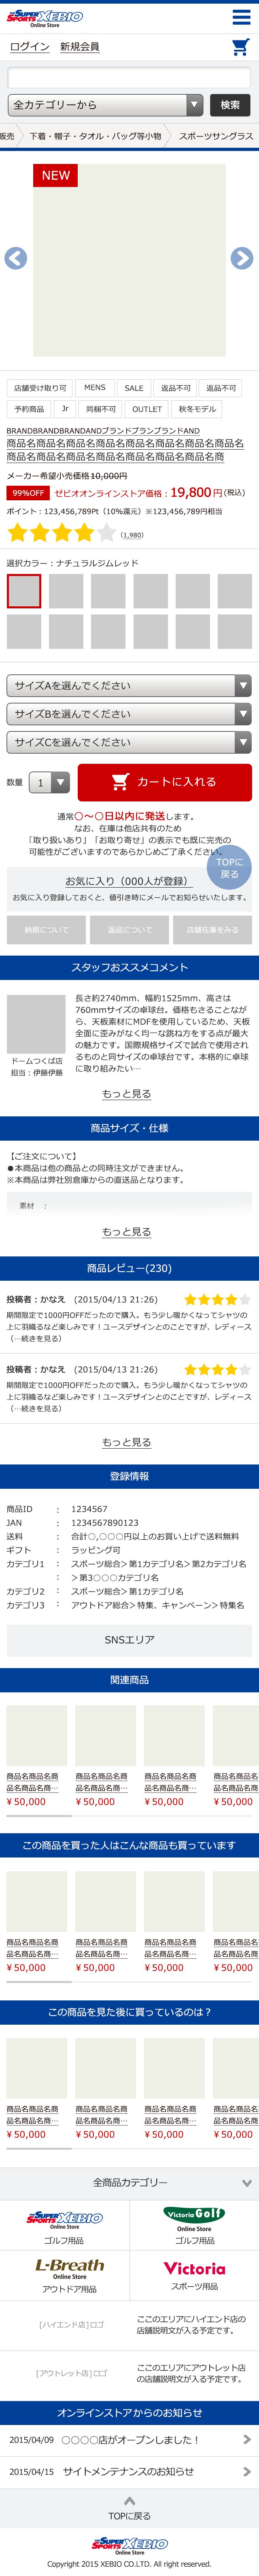 SUPER SPORTS XEBIO
Online Store
ログイン 新規会員
全カテゴリーから 検索
販売 下着・帽子・タオル・バッグ等小物 スポーツサングラス
NEW
店舗受け取り可 MENS SALE 返品不可 返品不可
予約商品 Jr 同梱不可 OUTLET 秋冬モデル
BRANDBRANDBRANDANDブランドブランブランドAND
商品名商品名商品名商品名商品名商品名商品名商品名
商品名商品名商品名商品名商品名商品名商品名商
メーカー希望小売価格10,000円
99%OFF ゼビオオンラインストア価格：19,800円(税込)
ポイント：123,456,789Pt（10%還元）※123,456,789円相当
（1,980）
選択カラー：ナチュラルジムレッド
サイズAを選んでください
サイズBを選んでください
サイズCを選んでください
数量 1 カートに入れる
通常〇〜〇日以内に発送します。
なお、在庫は他店共有のため
「取り扱いあり」「お取り寄せ」の表示でも既に完売の
可能性がございますのであらかじめご了承ください。
TOPに
戻る
お気に入り（000人が登録）
お気に入り登録しておくと、値引き時にメールでお知らせいたします。
納期について 返品について 店舗在庫をみる
スタッフおススメコメント
長さ約2740mm、幅約1525mm、高さは
760mmサイズの卓球台。価格もさることなが
ら、天板素材にMDFを使用しているため、天板
全面に歪みがなく均一な跳ね方をする点が最大
の魅力です。国際規格サイズで試合で使用され
るものと同サイズの卓球台です。本格的に卓球
に取り組みたい…
ドームつくば店
担当：伊藤伊藤
もっと見る
商品サイズ・仕様
【ご注文について】
●本商品は他の商品との同時注文ができません。
※本商品は弊社別倉庫からの直送品となります。
素材 ：
もっと見る
商品レビュー(230)
投稿者：かなえ (2015/04/13 21:26)
期間限定で1000円OFFだったので購入。もう少し暖かくなってシャツの
上に羽織るなど楽しみです！ユースデザインとのことですが、レディース
（…続きを見る）
投稿者：かなえ (2015/04/13 21:26)
期間限定で1000円OFFだったので購入。もう少し暖かくなってシャツの
上に羽織るなど楽しみです！ユースデザインとのことですが、レディース
（…続きを見る）
もっと見る
登録情報
商品ID ： 1234567
JAN ： 1234567890123
送料 ： 合計〇,〇〇〇円以上のお買い上げで送料無料
ギフト ： ラッピング可
カテゴリ1 ： スポーツ総合＞第1カテゴリ名＞第2カテゴリ名
： ＞第3〇〇〇カテゴリ名
カテゴリ2 ： スポーツ総合＞第1カテゴリ名
カテゴリ3 ： アウトドア総合＞特集、キャンペーン＞特集名
SNSエリア
関連商品
商品名商品名商 商品名商品名商 商品名商品名商 商品名商品名
品名商品名商… 品名商品名商… 品名商品名商… 品名商品名商
¥50,000 ¥50,000 ¥50,000 ¥50,000
この商品を買った人はこんな商品も買っています
商品名商品名商 商品名商品名商 商品名商品名商 商品名商品名
品名商品名商… 品名商品名商… 品名商品名商… 品名商品名商
¥50,000 ¥50,000 ¥50,000 ¥50,000
この商品を見た後に買っているのは？
商品名商品名商 商品名商品名商 商品名商品名商 商品名商品名
品名商品名商… 品名商品名商… 品名商品名商… 品名商品名商
¥50,000 ¥50,000 ¥50,000 ¥50,000
全商品カテゴリー
SUPER SPORTS XEBIO Online Store Victoria Golf Online Store
ゴルフ用品 ゴルフ用品
L-Breath Online Store Victoria
アウトドア用品 スポーツ用品
[ハイエンド店]ロゴ ここのエリアにハイエンド店の
店舗説明文が入る予定です。
[アウトレット店]ロゴ ここのエリアにアウトレット店
の店舗説明文が入る予定です。
オンラインストアからのお知らせ
2015/04/09 〇〇〇〇店がオープンしました！
2015/04/15 サイトメンテナンスのお知らせ
TOPに戻る
SUPER SPORTS XEBIO
Online Store
Copyright 2015 XEBIO CO.LTD. All right reserved.